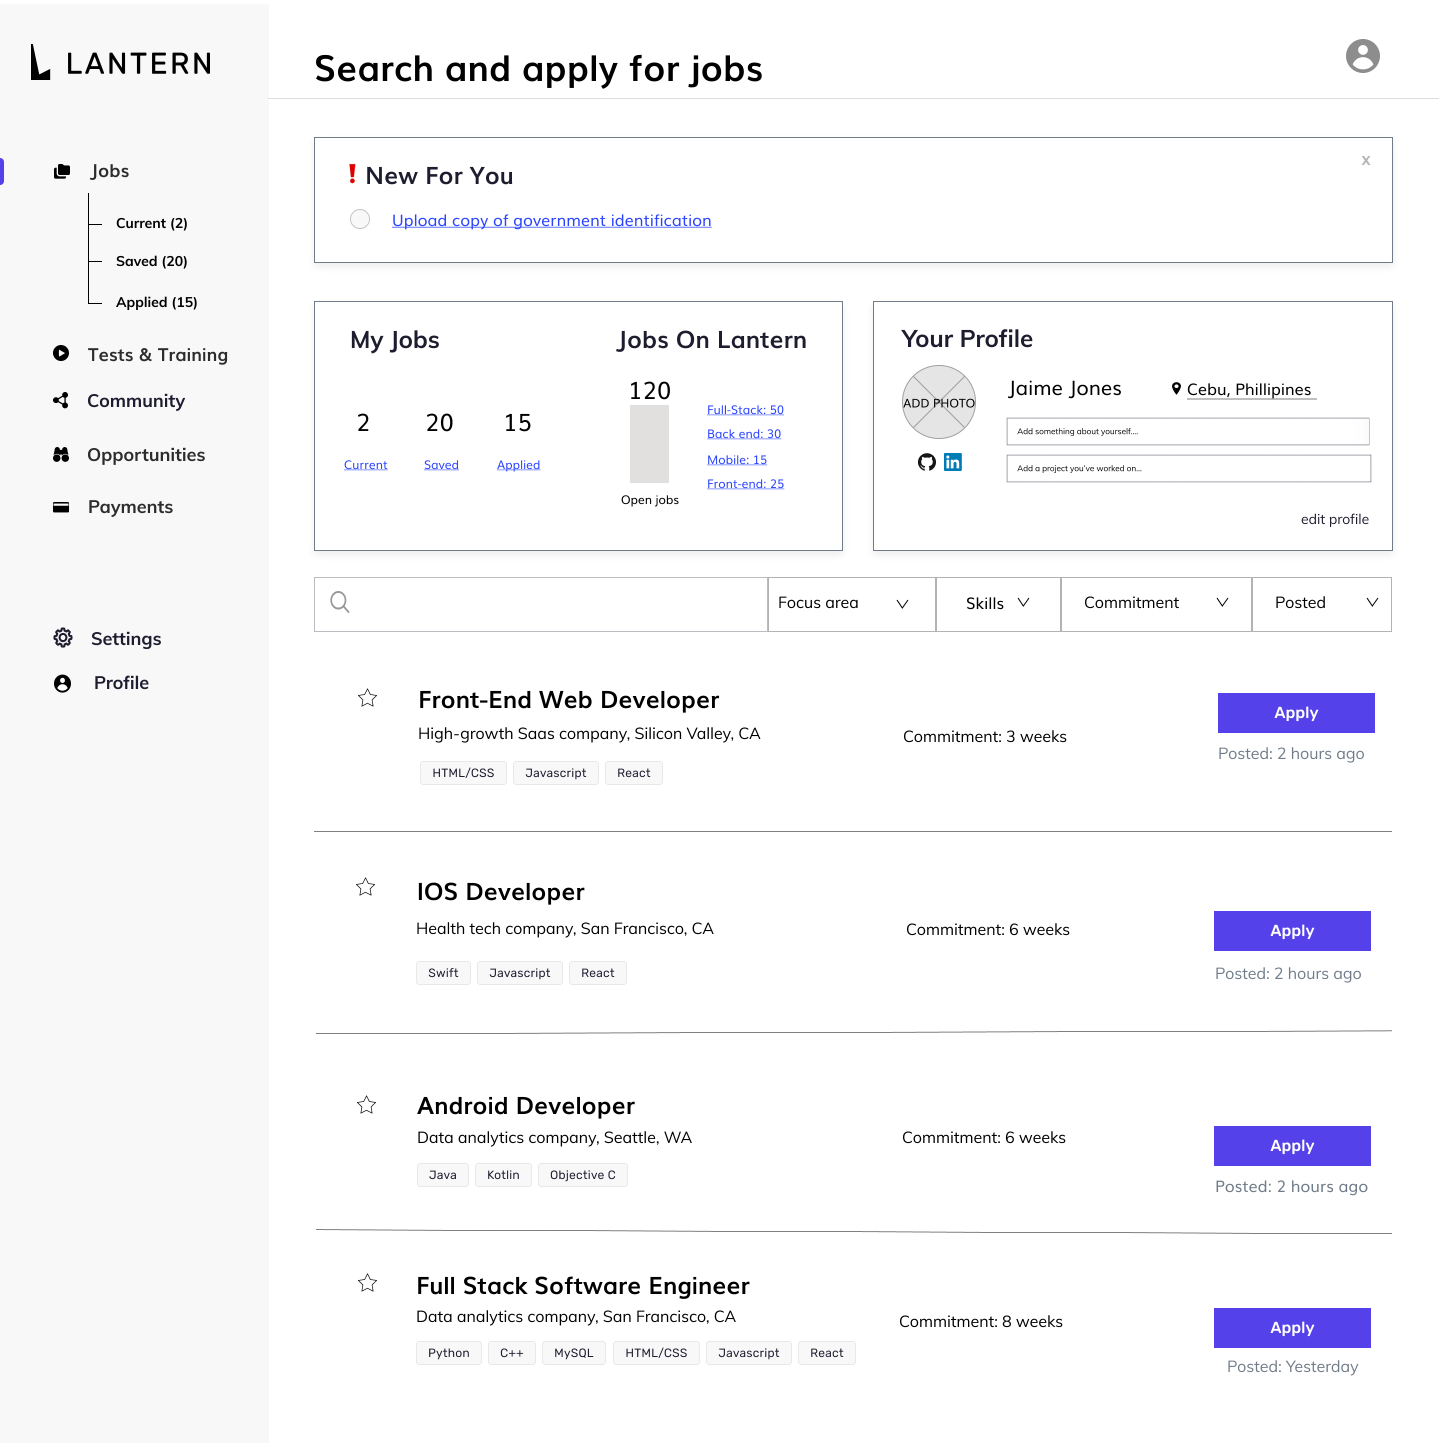 LANTERN
Search and apply for jobs
Jobs
Current (2)
Saved (20)
Applied (15)
Tests & Training
Community
Opportunities
Payments
Settings
Profile
! New For You
x
Upload copy of government identification
My Jobs
2 20 15
Current Saved Applied
Jobs On Lantern
120
Open jobs
Full-Stack: 50
Back end: 30
Mobile: 15
Front-end: 25
Your Profile
ADD PHOTO
Jaime Jones
Cebu, Phillipines
Add something about yourself....
Add a project you've worked on...
in
edit profile
Focus area Skills Commitment Posted
Front-End Web Developer
High-growth Saas company, Silicon Valley, CA
HTML/CSS Javascript React
Commitment: 3 weeks
Apply
Posted: 2 hours ago
IOS Developer
Health tech company, San Francisco, CA
Swift Javascript React
Commitment: 6 weeks
Apply
Posted: 2 hours ago
Android Developer
Data analytics company, Seattle, WA
Java Kotlin Objective C
Commitment: 6 weeks
Apply
Posted: 2 hours ago
Full Stack Software Engineer
Data analytics company, San Francisco, CA
Python C++ MySQL HTML/CSS Javascript React
Commitment: 8 weeks
Apply
Posted: Yesterday